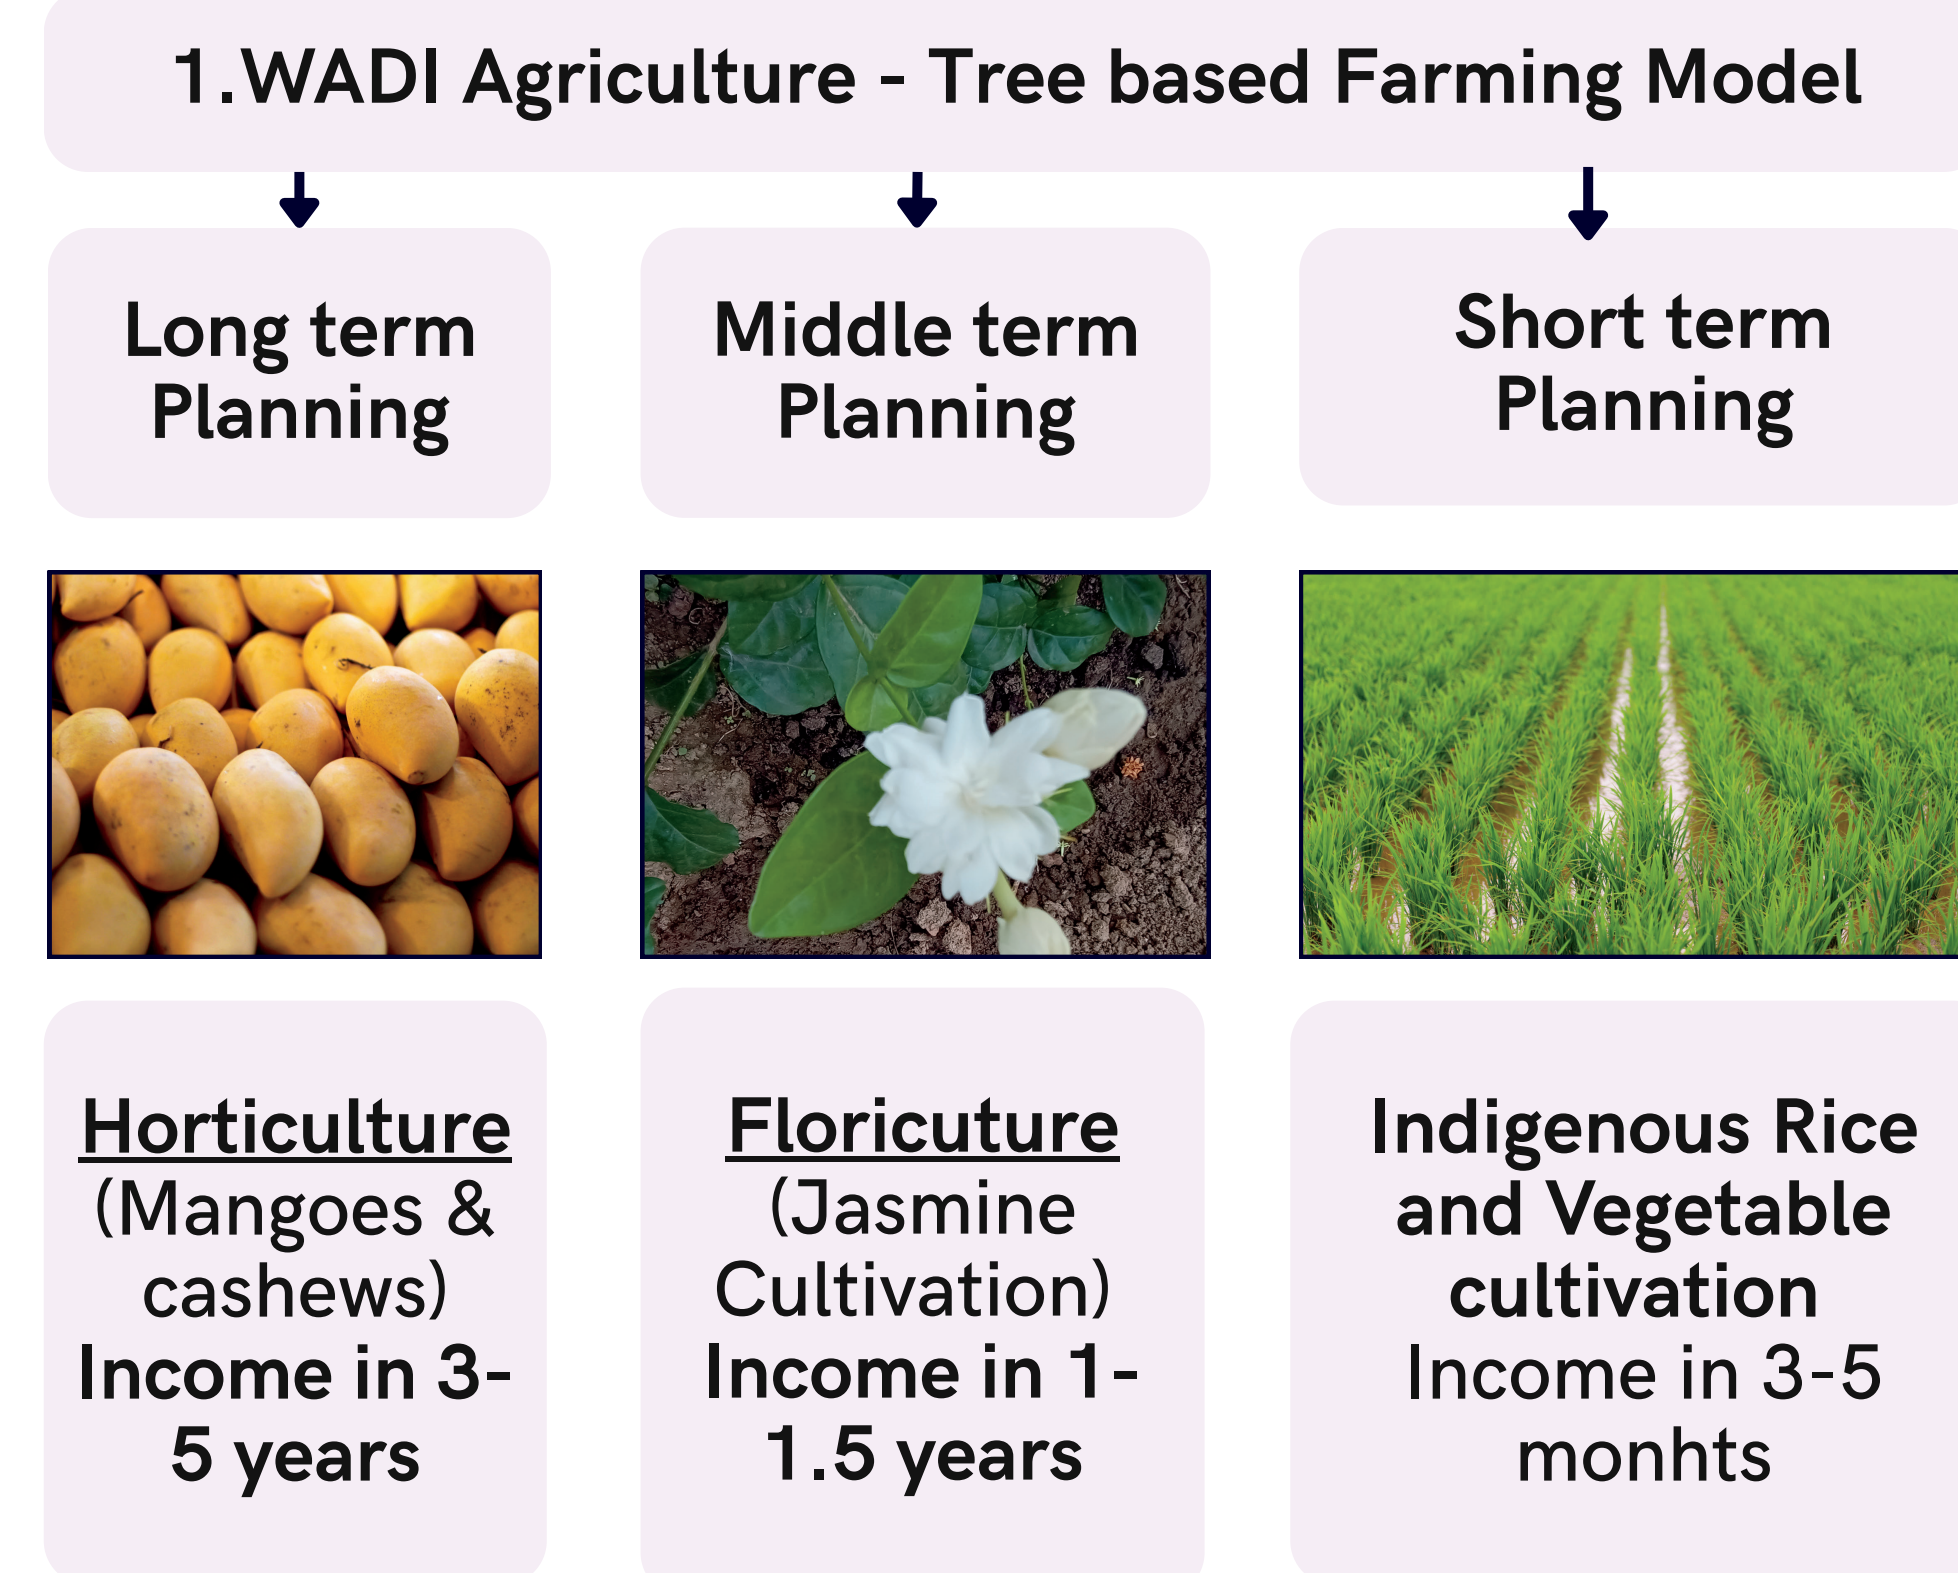 1.WADI Agriculture - Tree based Farming Model
Long term
Planning
Middle term
Planning
Short term
Planning
Horticulture
(Mangoes &
cashews)
Income in 3-
5 years
Floricuture
(Jasmine
Cultivation)
Income in 1-
1.5 years
Indigenous Rice
and Vegetable
cultivation
Income in 3-5
monhts